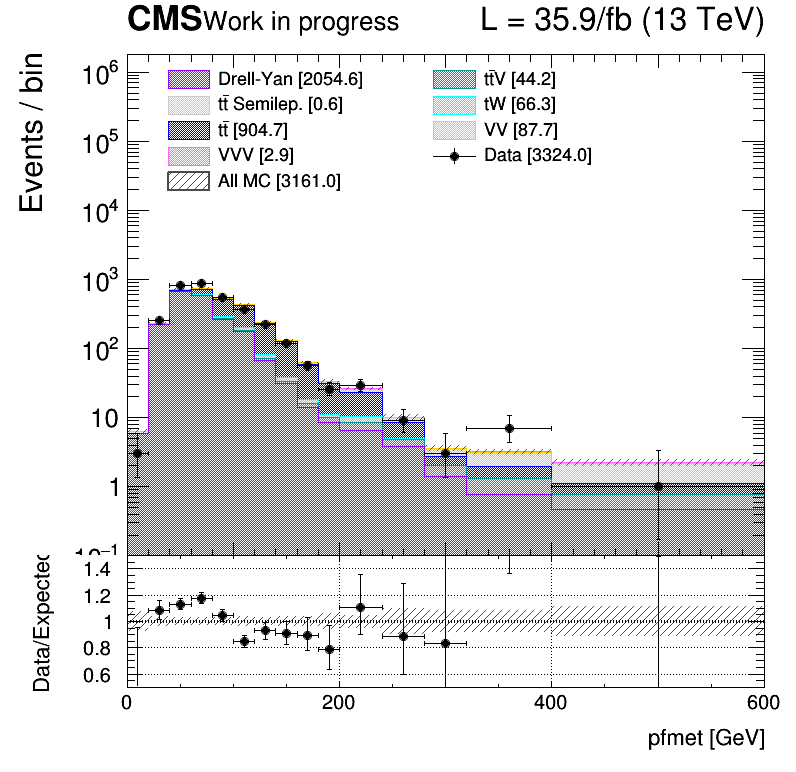 CMS Work in progress L = 35.9/fb (13 TeV)
Events / bin
Drell-Yan [2054.6]
tt̄ Semilep. [0.6]
tt̄ [904.7]
VVV [2.9]
All MC [3161.0]
tt̄V [44.2]
tW [66.3]
VV [87.7]
Data [3324.0]
10⁶
10⁵
10⁴
10³
10²
10
1
10⁻¹
Data/Expected
1.4
1.2
1
0.8
0.6
0 200 400 600
pfmet [GeV]